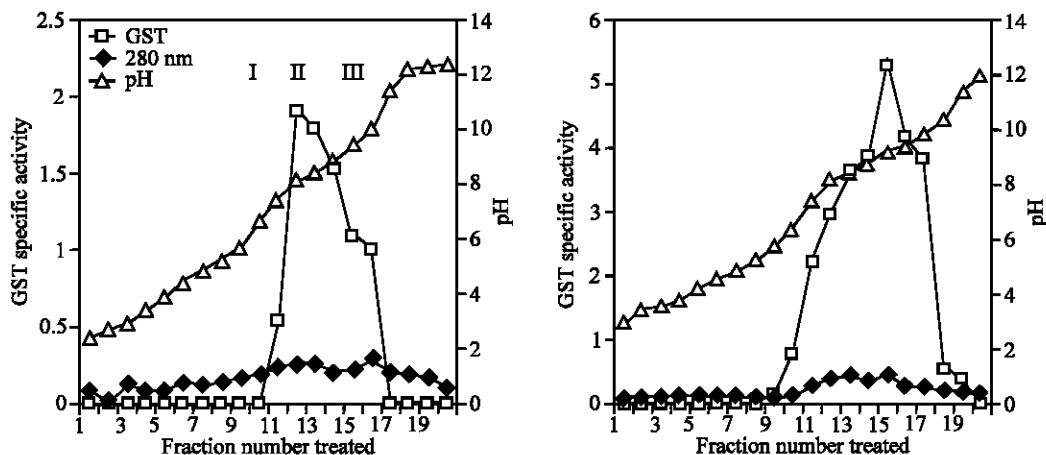 GST
280 nm
pH
I II III
GST specific activity
2.5
2
1.5
1
0.5
0
14
12
10
8
6
4
2
0
pH
1 3 5 7 9 11 13 15 17 19
Fraction number treated
GST specific activity
6
5
4
3
2
1
0
14
12
10
8
6
4
2
0
pH
1 3 5 7 9 11 13 15 17 19
Fraction number treated